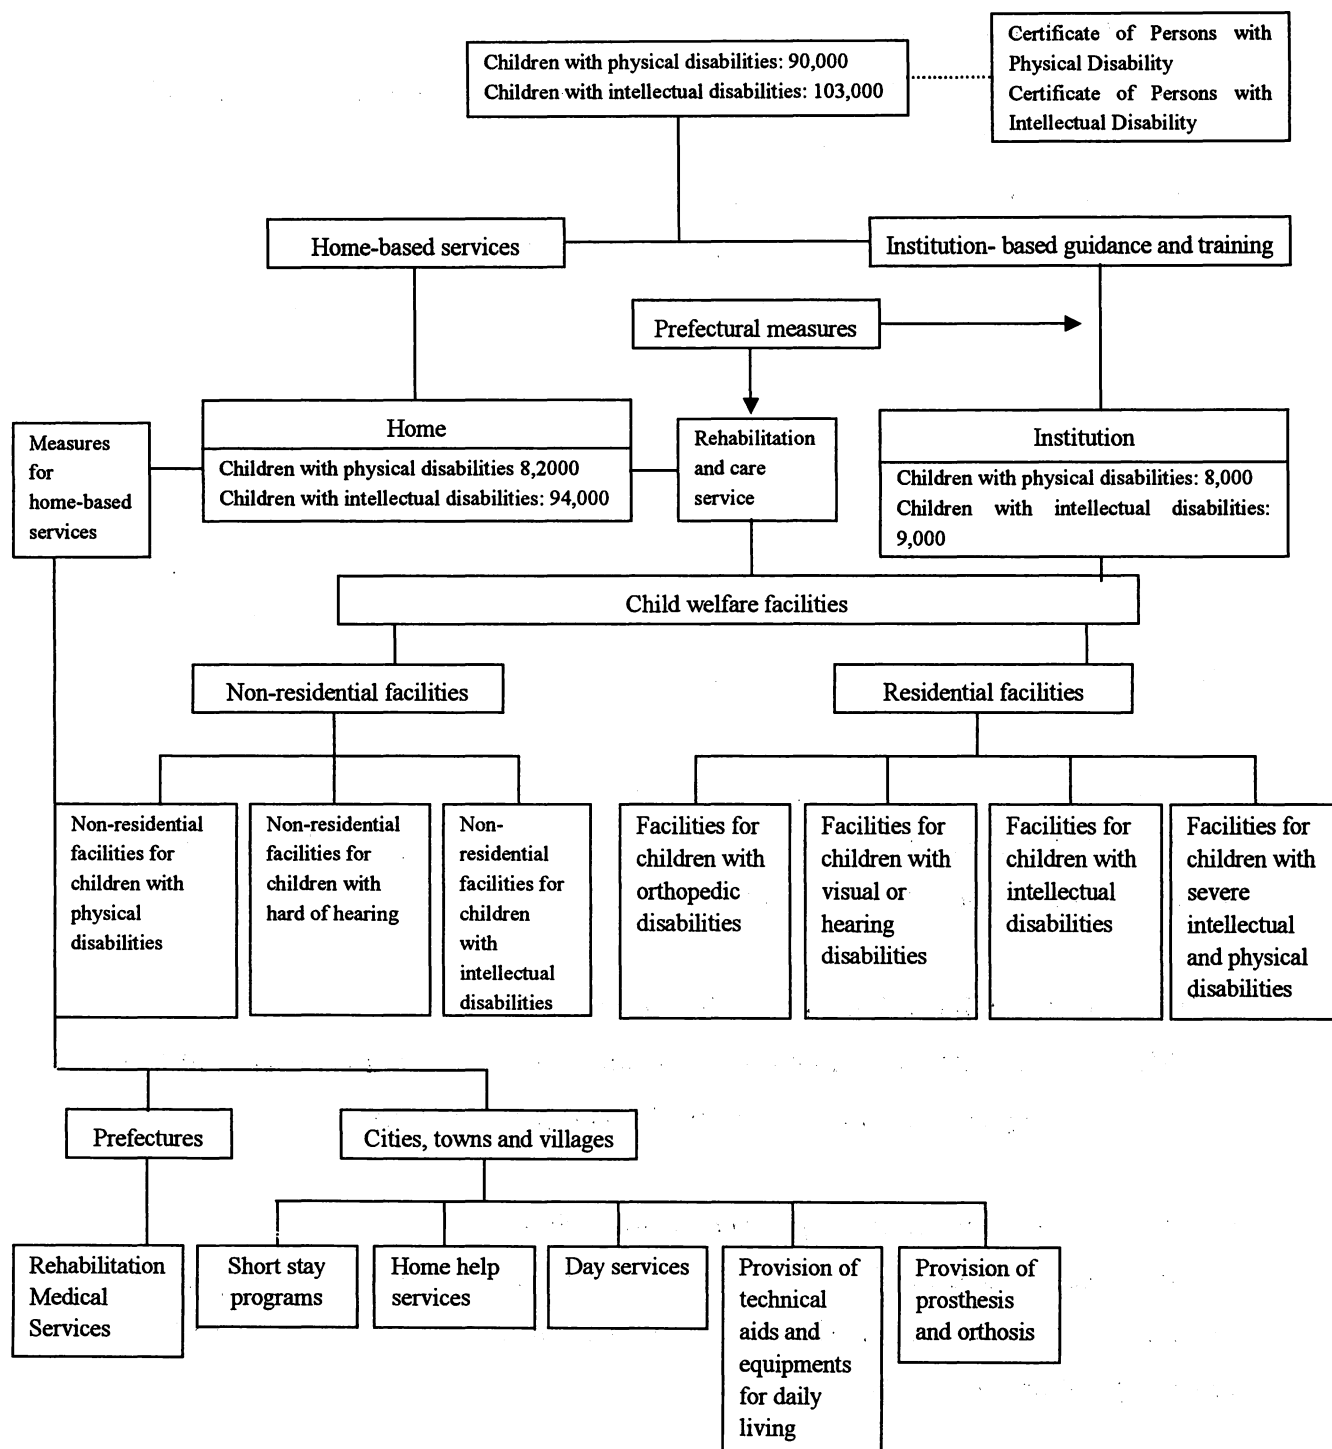 Children with physical disabilities: 90,000
Children with intellectual disabilities: 103,000
Certificate of Persons with
Physical Disability
Certificate of Persons with
Intellectual Disability
Home-based services
Institution- based guidance and training
Prefectural measures
Measures
for
home-based
services
Home
Children with physical disabilities 8,2000
Children with intellectual disabilities: 94,000
Rehabilitation
and care
service
Institution
Children with physical disabilities: 8,000
Children with intellectual disabilities:
9,000
Child welfare facilities
Non-residential facilities
Residential facilities
Non-residential
facilities for
children with
physical
disabilities
Non-residential
facilities for
children with
hard of hearing
Non-
residential
facilities for
children
with
intellectual
disabilities
Facilities for
children with
orthopedic
disabilities
Facilities for
children with
visual or
hearing
disabilities
Facilities for
children with
intellectual
disabilities
Facilities for
children with
severe
intellectual
and physical
disabilities
Prefectures
Cities, towns and villages
Rehabilitation
Medical
Services
Short stay
programs
Home help
services
Day services
Provision of
technical
aids and
equipments
for daily
living
Provision of
prosthesis
and orthosis